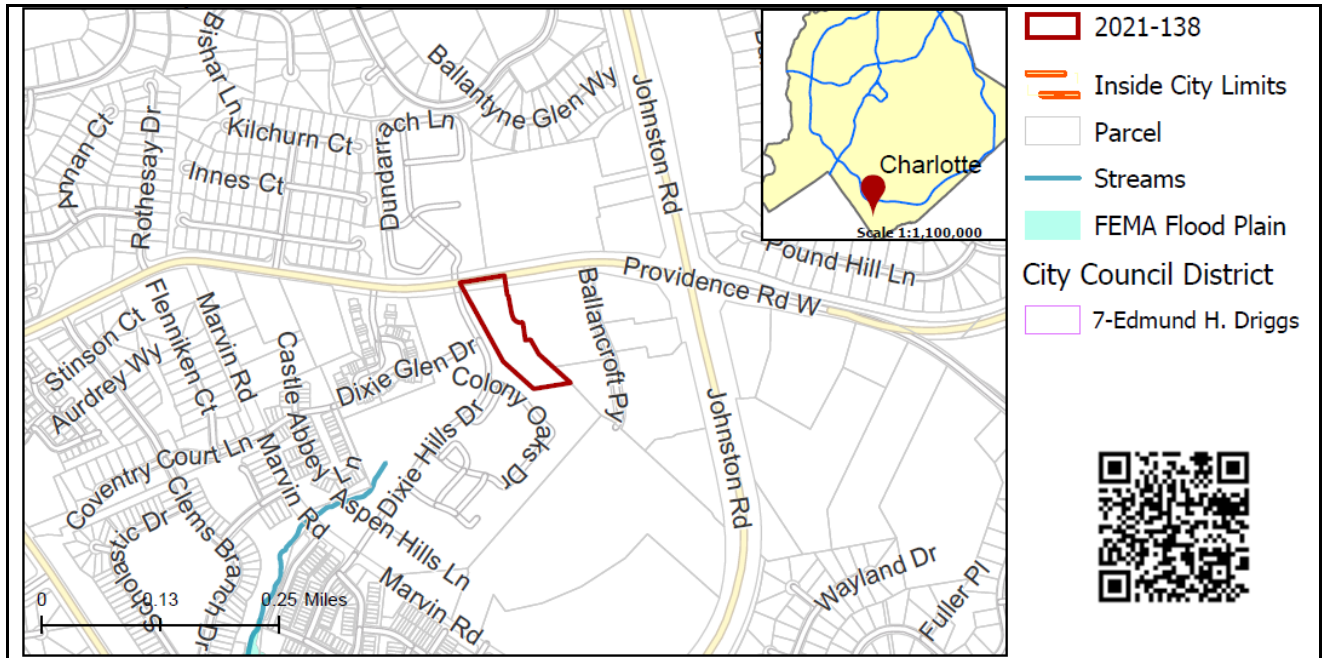 Bishar Ln
Ballantyne Glen Wy
Johnston Rd
Annan Ct
Rothesay Dr
Kilchurn Ct
Innes Ct
Dunarrach Ln
Charlotte
Scale 1:1,100,000
Pound Hill Ln
Providence Rd W
Ballancroft Py
Stinson Ct
Aurdrey Wy
Flenniken Ct
Marvin Rd
Castle Abbey Ln
Dixie Glen Dr
Colony Oaks Dr
Dixie Hills Dr
Johnston Rd
Coventry Court Ln
Marvin Rd
Aspen Hills Ln
Scholastic Dr
Clems Branch Dr
Marvin Rd
Wayland Dr
Fuller Pl
0 0.13 0.25 Miles
2021-138
Inside City Limits
Parcel
Streams
FEMA Flood Plain
City Council District
7-Edmund H. Driggs